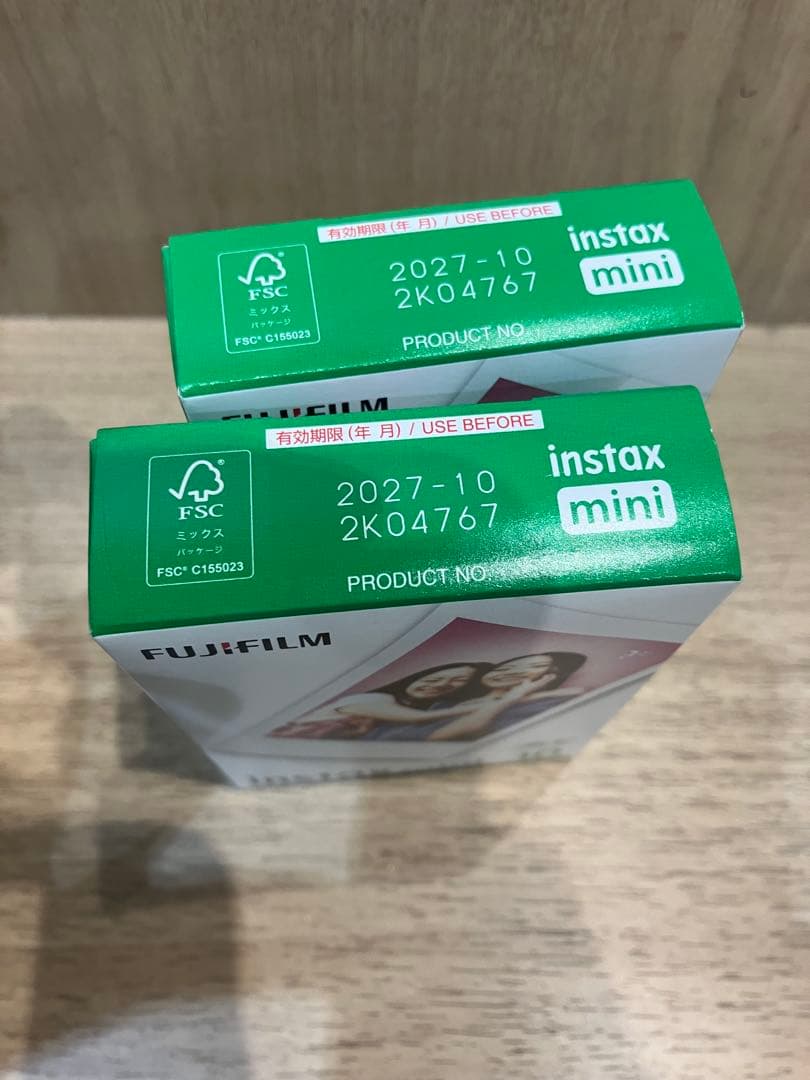 有効期限(年 月) / USE BEFORE
2027-10
2K04767
PRODUCT NO
instax
mini
FSC
ミックス
パッケージ
FSC® C155023
FUJIFILM
有効期限(年 月) / USE BEFORE
2027-10
2K04767
PRODUCT NO.
instax
mini
FSC
ミックス
パッケージ
FSC® C155023
FUJIFILM